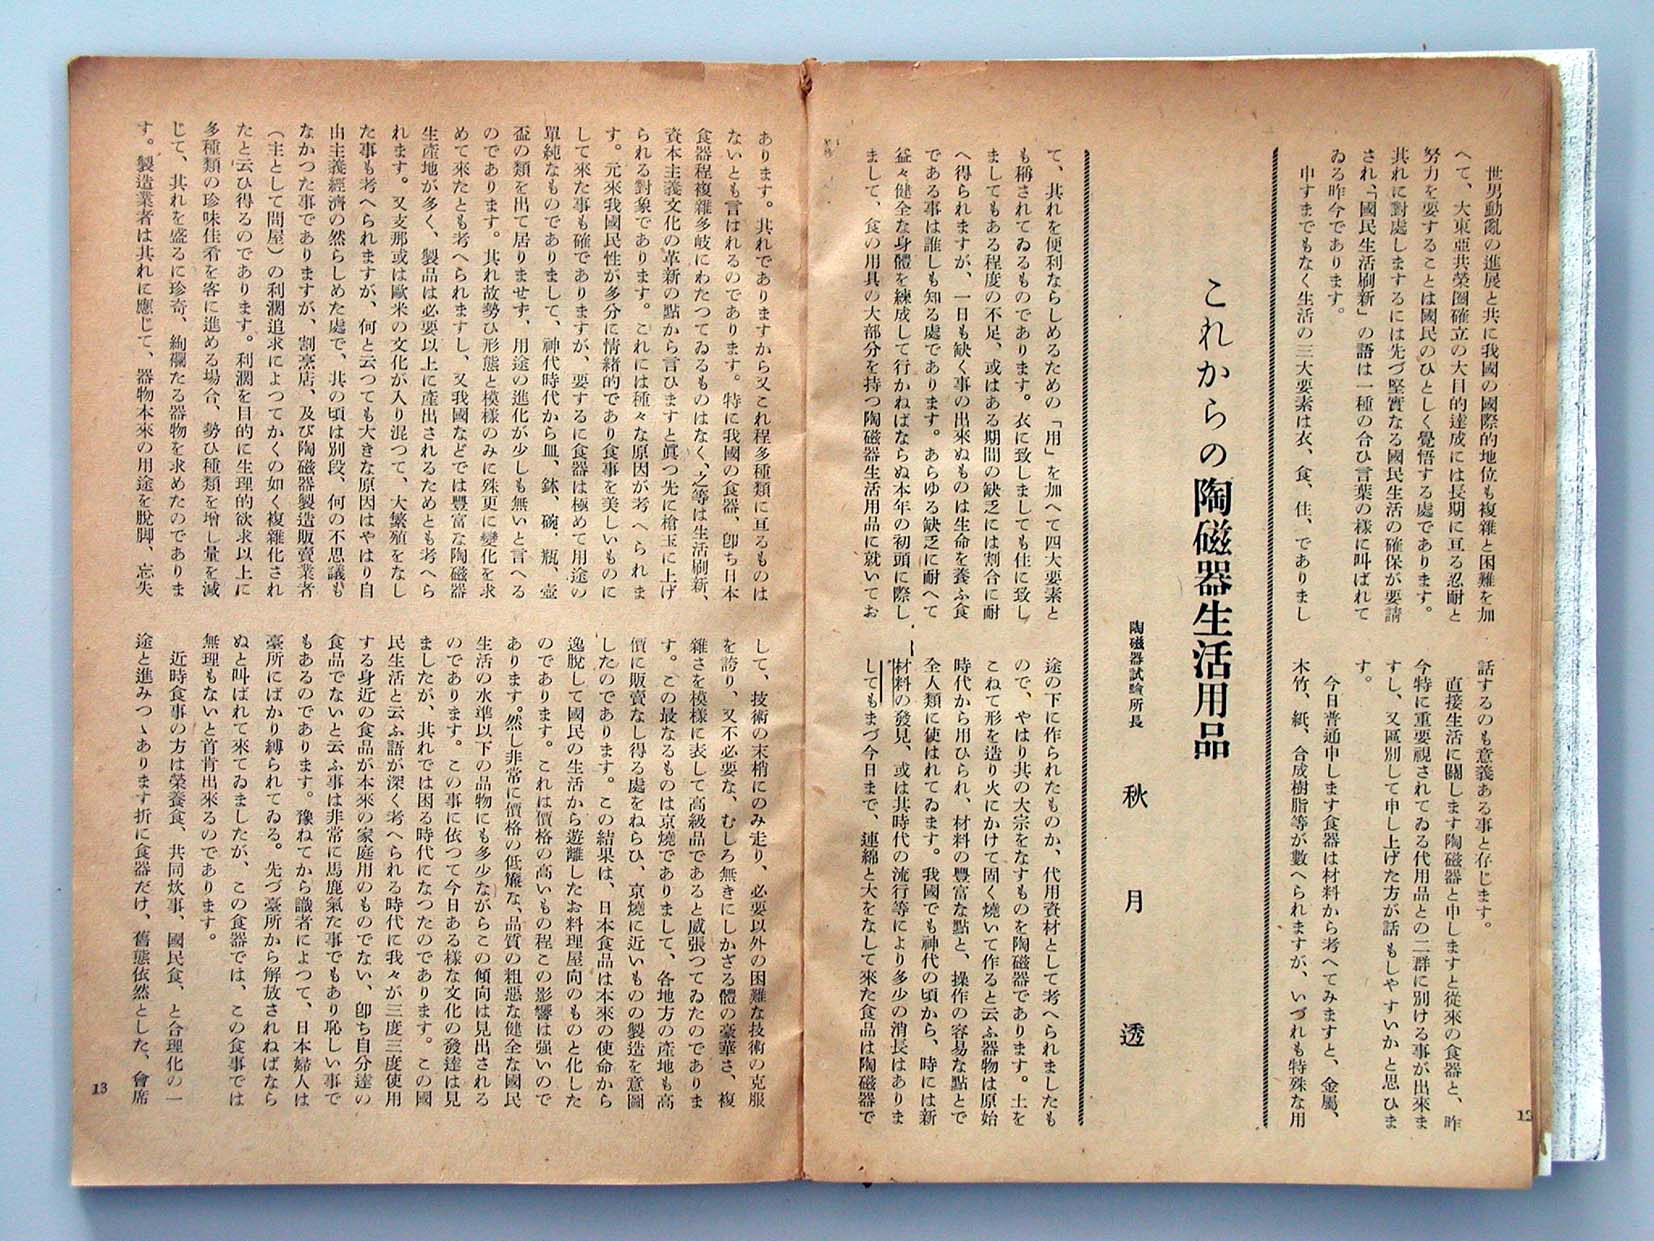 これからの陶磁器生活用品
陶磁器試驗所長 秋月透
世男動亂の進展と共に我國の國際的地位も複雜と困難を加
へて、大東亞共榮圈確立の大目的達成には長期に亙る忍耐と
努力を要することは國民のひとしく覺悟する處であります。
其れに對處しますするには先づ堅實なる國民生活の確保が要請
され、「國民生活刷新」の語は一種の合ひ言葉の樣に叫ばれて
ゐる昨今であります。
申すまでもなく生活の三大要素は衣、食、住、でありまし
て、其れを便利ならしめるための「用」を加へて四大要素と
も稱されてゐるものであります。衣に致しましても住に致し
ましてもある程度の不足、或はある期間の缺乏には割合に耐
へ得られますが、一日も缺く事の出來ぬものは生命を養ふ食
である事は誰しも知る處であります。あらゆる缺乏に耐へて
益々健全な身體を練成して行かねばならぬ本年の初頭に際し
まして、食の用具の大部分を持つ陶磁器生活用品に就いてお
話するのも意義ある事と存じます。
直接生活に關します陶磁器と申しますと從來の食器と、昨
今特に重要視されてゐる代用品との二群に別ける事が出來ま
すし、又區別して申し上げた方が話もしやすいかと思ひま
す。
今日普通申します食器は材料から考へてみますと、金屬、
木竹、紙、合成樹脂等が數へられますが、いづれも特殊な用
途の下に作られたものか、代用資材として考へられましたも
ので、やはり其の大宗をなすものを陶磁器であります。土を
こねて形を造り火にかけて固く燒いて作ると云ふ器物は原始
時代から用ひられ、材料の豐富な點と、操作の容易な點とで
全人類に使はれてゐます。我國でも神代の頃から、時には新
材料の發見、或は其時代の流行等により多少の消長はありま
してもまづ今日まで、連綿と大をなして來た食品は陶磁器で
12
あります。其れでありますから又これ程多種類に亙るものは
ないとも言はれるのであります。特に我國の食器、卽ち日本
食器程複雜多岐にわたつてゐるものはなく、之等は生活刷新、
資本主義文化の革新の點から言ひますと眞つ先に槍玉に上げ
られる對象であります。これには種々な原因が考へられま
す。元來我國民性が多分に情緖的であり食事を美しいものに
して來た事も確でありますが、要するに食器は極めて用途の
單純なものでありまして、神代時代から皿、鉢、碗、瓶、壺
盃の類を出て居りませず、用途の進化が少しも無いと言へる
のであります。其れ故勢ひ形態と模樣のみに殊更に變化を求
めて來たとも考へられますし、又我國などでは豐富な陶磁器
生產地が多く、製品は必要以上に產出されるためとも考へら
れます。又支那或は歐米の文化が入り混つて、大繁殖をなし
た事も考へられますが、何と云つても大きな原因はやはり自
由主義經濟の然らしめた處で、其の頃は別段、何の不思議も
なかつた事でありますが、割烹店、及び陶磁器製造販賣業者
（主として問屋）の利潤追求によつてかくの如く複雜化され
たと云ひ得るのであります。利潤を目的に生理的欲求以上に
多種類の珍味佳肴を客に進める場合、勢ひ種類を增し量を減
じて、其れを盛るに珍奇、絢襴たる器物を求めたのでありま
す。製造業者は其れに應じて、器物本來の用途を脫脚、忘失
して、技術の末梢にのみ走り、必要以外の困難な技術の克服
を誇り、又不必要な、むしろ無きにしかざる體の豪華さ、複
雜さを模樣に表して高級品であると威張つてゐたのでありま
す。この最なるものは京燒でありまして、各地方の產地も高
價に販賣なし得る處をねらひ、京燒に近いものの製造を意圖
したのであります。この結果は、日本食品は本來の使命から
逸脫して國民の生活から遊離したお料理屋向のものと化した
のであります。これは價格の高いもの程この影響は强いので
あります。然し非常に價格の低廉な、品質の粗惡な健全な國民
生活の水準以下の品物にも多少ながらこの傾向は見出される
のであります。この事に依つて今日ある樣な文化の發達は見
ましたが、共れでは困る時代になつたのであります。この國
民生活と云ふ語が深く考へられる時代に我々が三度三度使用
する身近の食品が本來の家庭用のものでない、卽ち自分達の
食品でないと云ふ事は非常に馬鹿氣た事でもあり恥しい事で
もあるのであります。豫ねてから識者によつて、日本婦人は
臺所にばかり縛られてゐる。先づ臺所から解放されねばなら
ぬと叫ばれて來てゐましたが、この食器では、この食事では
無理もないと首肯出來るのであります。
近時食事の方は榮養食、共同炊事、國民食、と合理化の一
途と進みつゝあります折に食器だけ、舊態依然とした、會席
13